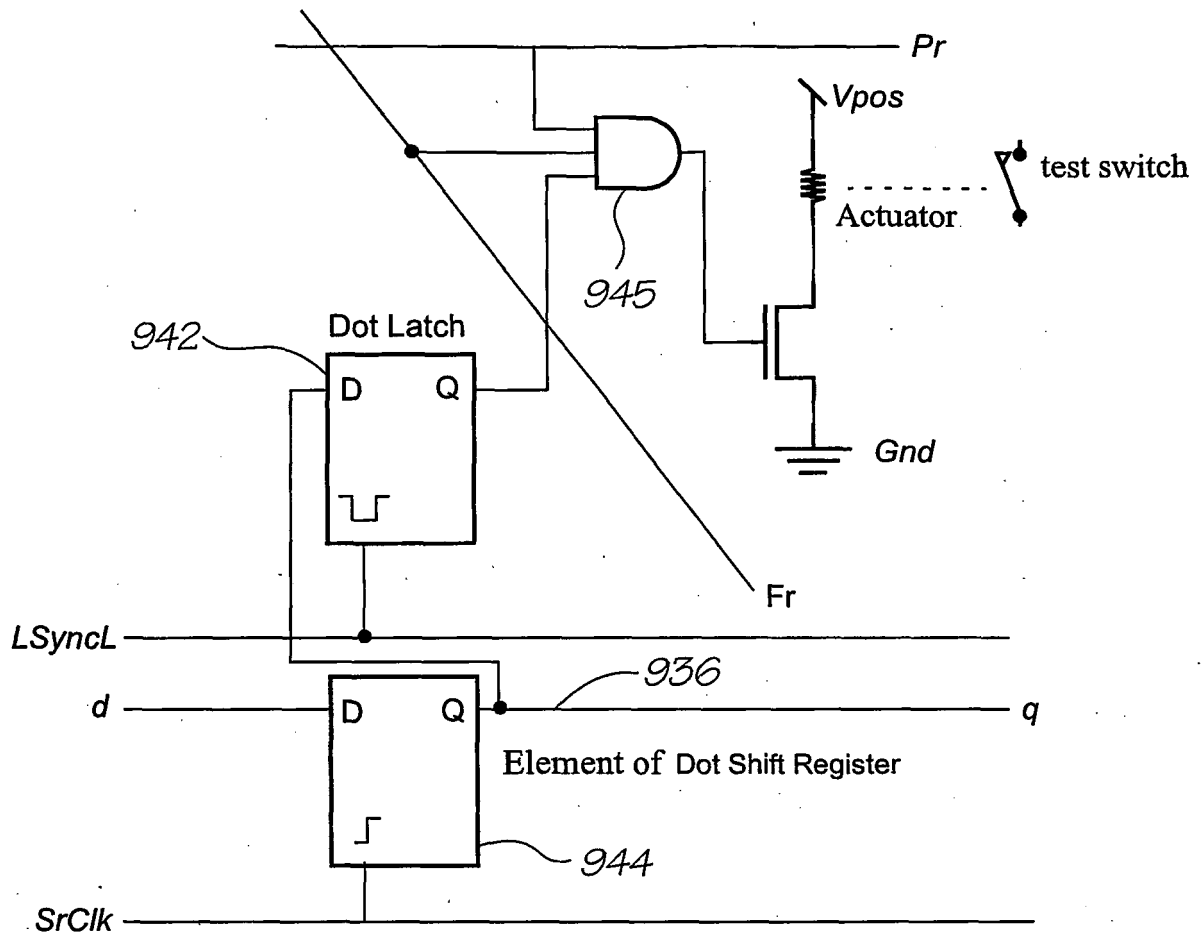 Pr
Vpos
test switch
Actuator
945
942
Dot Latch
D Q
Gnd
Fr
LSyncL
936
d
D Q
q
Element of Dot Shift Register
944
SrClk